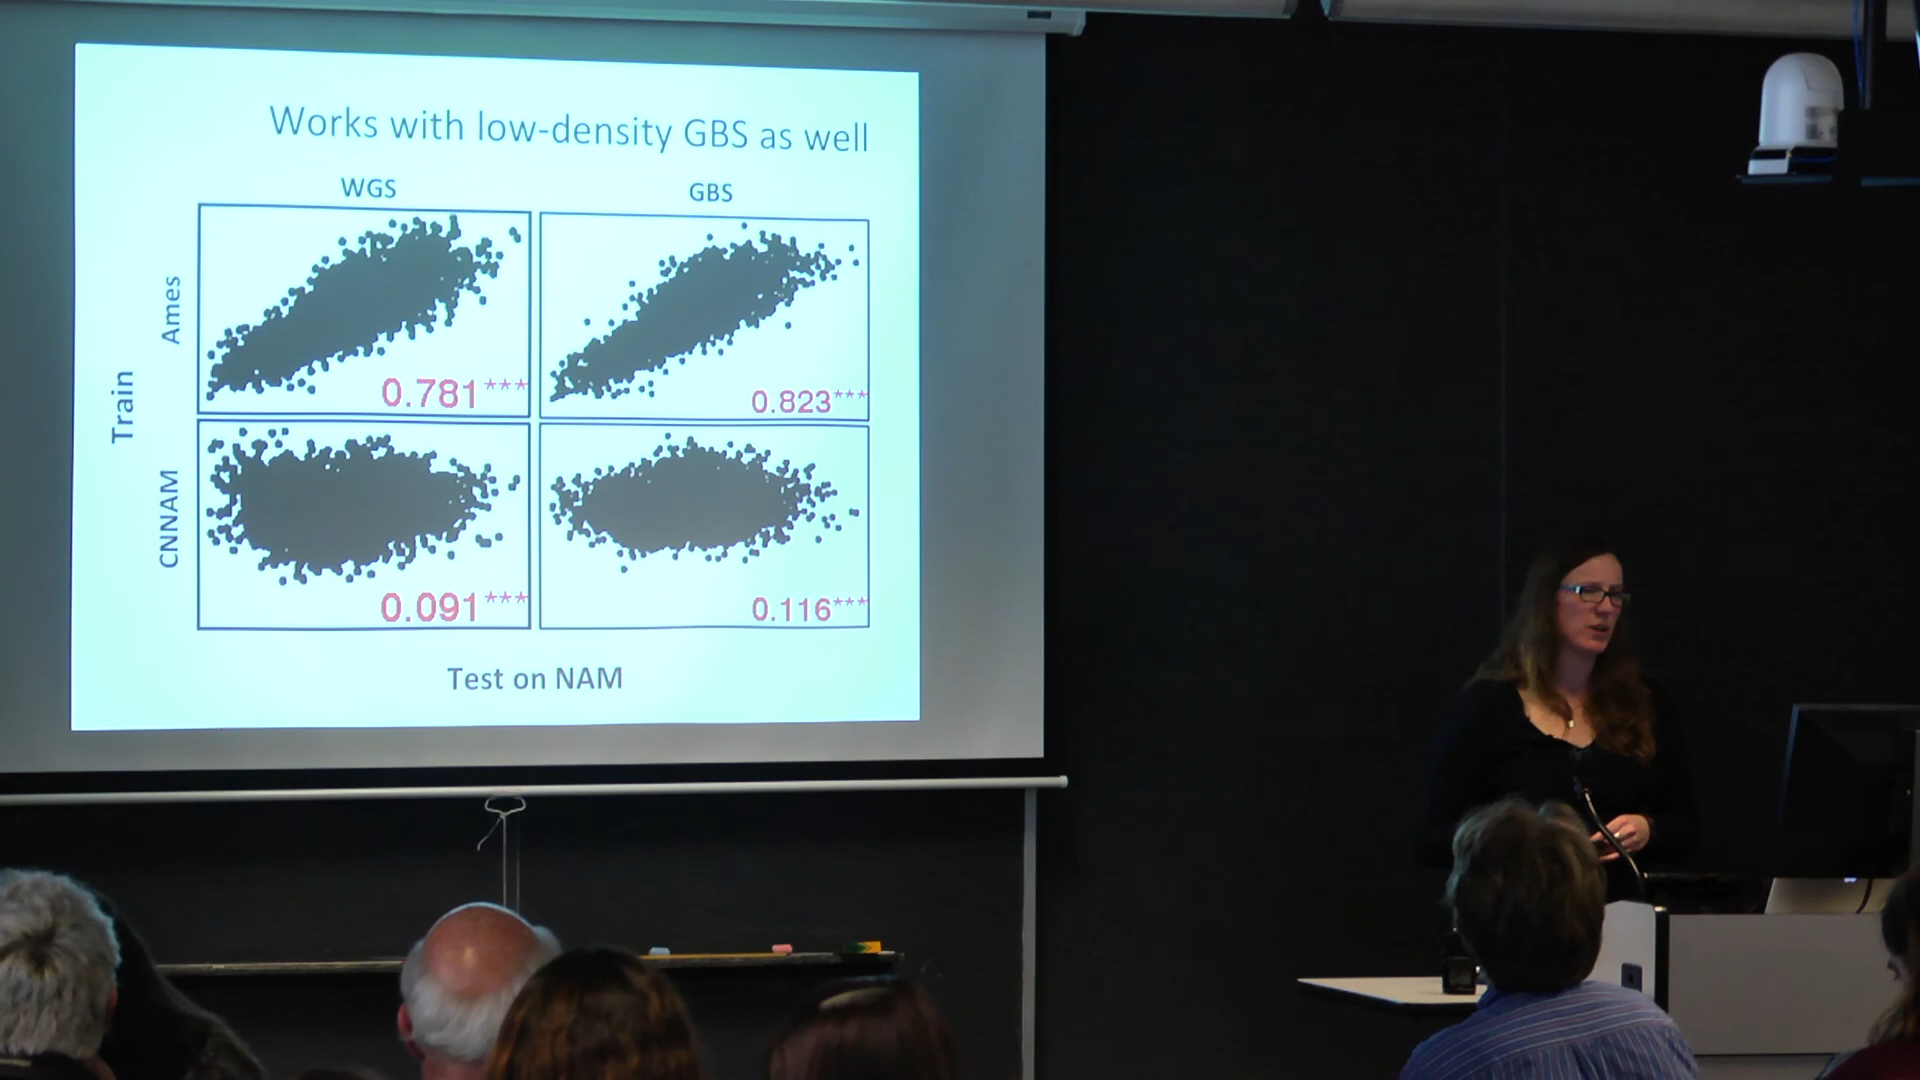 Works with low-density GBS as well
WGS
GBS
Train
Ames
0.781***
0.823***
CNNAM
0.091***
0.116***
Test on NAM